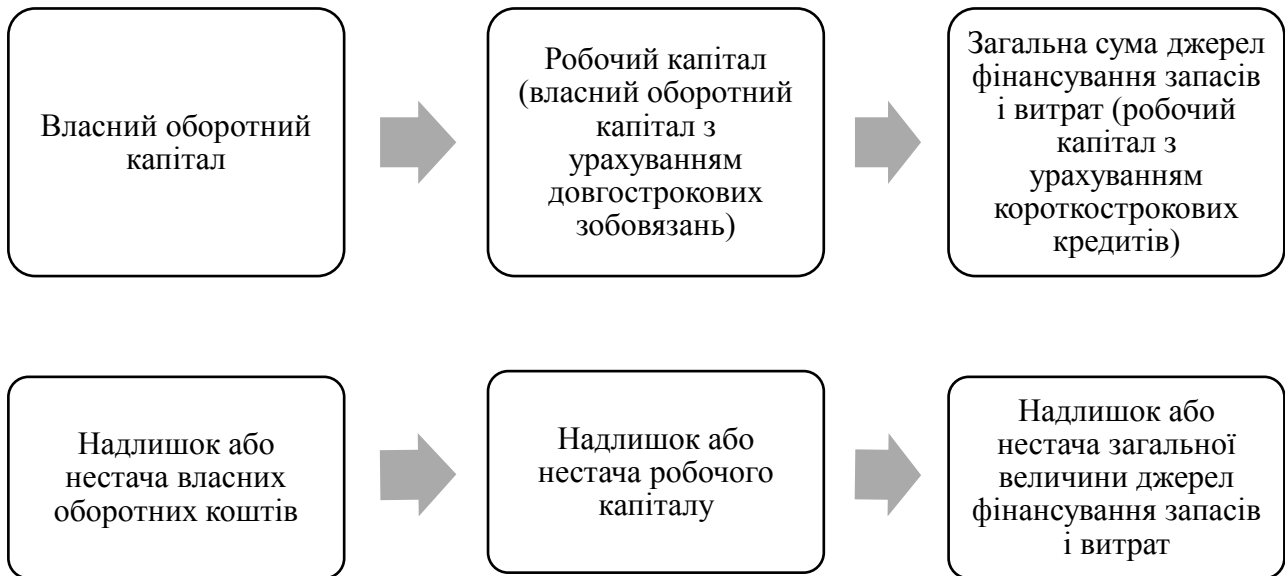 Власний оборотний
капітал
Робочий капітал
(власний оборотний
капітал з
урахуванням
довгострокових
зобовязань)
Загальна сума джерел
фінансування запасів
і витрат (робочий
капітал з
урахуванням
короткострокових
кредитів)
Надлишок або
нестача власних
оборотних коштів
Надлишок або
нестача робочого
капіталу
Надлишок або
нестача загальної
величини джерел
фінансування запасів
і витрат